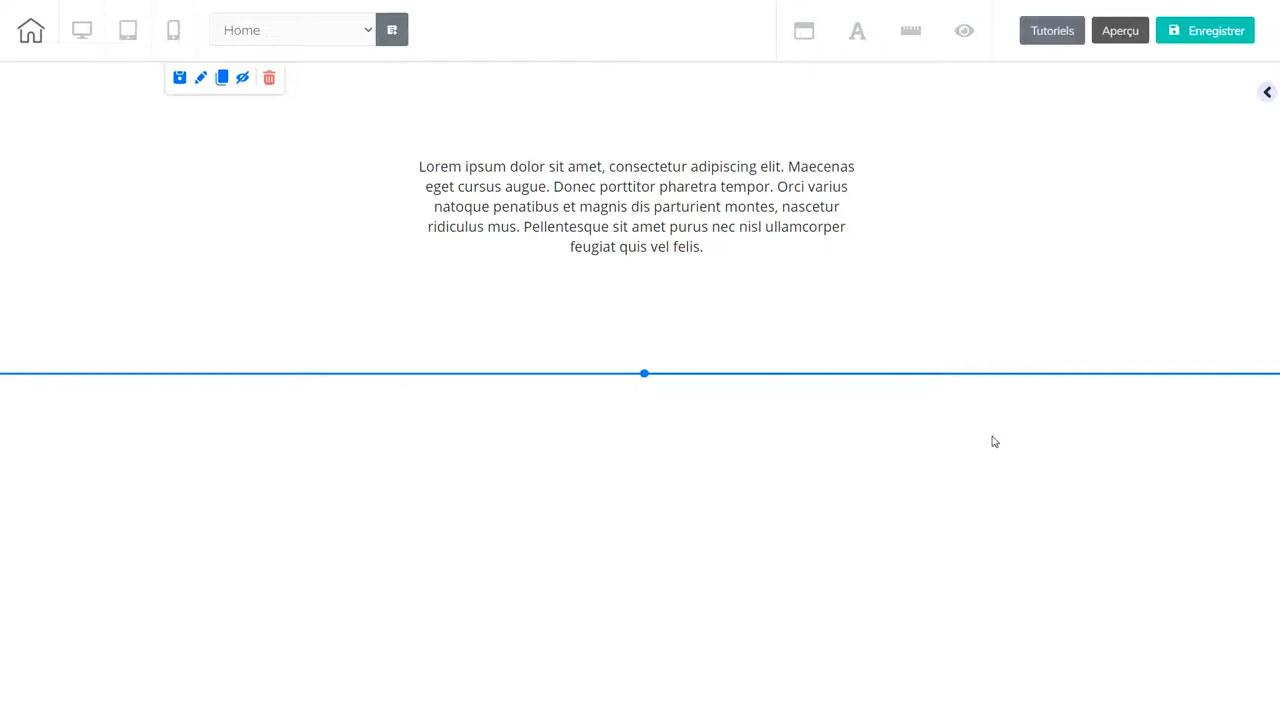 Home
Tutoriels
Aperçu
Enregistrer
Lorem ipsum dolor sit amet, consectetur adipiscing elit. Maecenas
eget cursus augue. Donec porttitor pharetra tempor. Orci varius
natoque penatibus et magnis dis parturient montes, nascetur
ridiculus mus. Pellentesque sit amet purus nec nisl ullamcorper
feugiat quis vel felis.